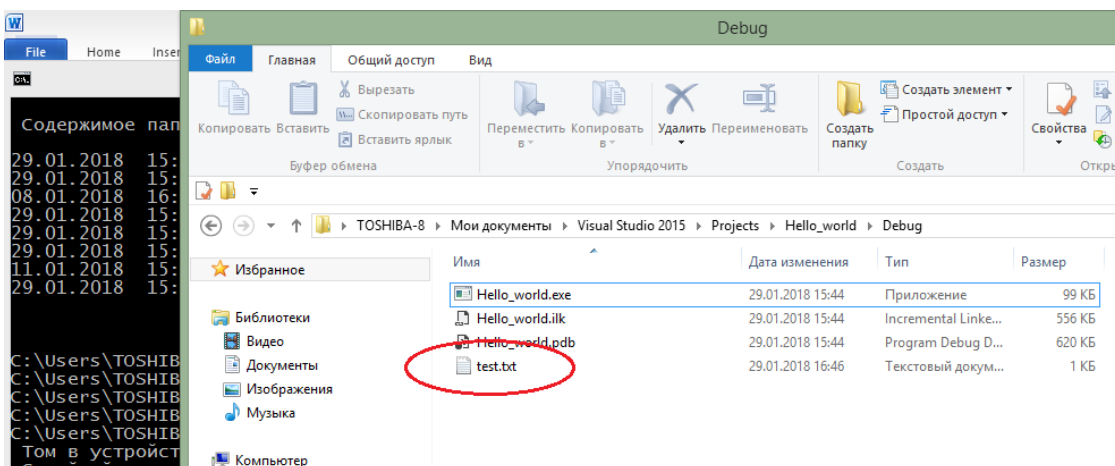 W
File Home Inser
C:\.
Содержимое пап
29.01.2018 15:
29.01.2018 15:
08.01.2018 16:
29.01.2018 15:
29.01.2018 15:
29.01.2018 15:
11.01.2018 15:
29.01.2018 15:
C:\Users\TOSHIB
C:\Users\TOSHIB
C:\Users\TOSHIB
C:\Users\TOSHIB
C:\Users\TOSHIB
Том в устройст
Debug
Файл Главная Общий доступ Вид
Копировать Вставить
Вырезать
Скопировать путь
Вставить ярлык
Буфер обмена
Переместить в Копировать в Удалить Переименовать
Упорядочить
Создать папку
Создать элемент
Простой доступ
Создать
Свойства
Откры
TOSHIBA-8 Мои документы Visual Studio 2015 Projects Hello_world Debug
Избранное
Библиотеки
Видео
Документы
Изображения
Музыка
Компьютер
Имя Дата изменения Тип Размер
Hello_world.exe 29.01.2018 15:44 Приложение 99 КБ
Hello_world.ilk 29.01.2018 15:44 Incremental Linke... 556 КБ
Hello_world.pdb 29.01.2018 15:44 Program Debug D... 620 КБ
test.txt 29.01.2018 16:46 Текстовый докум... 1 КБ